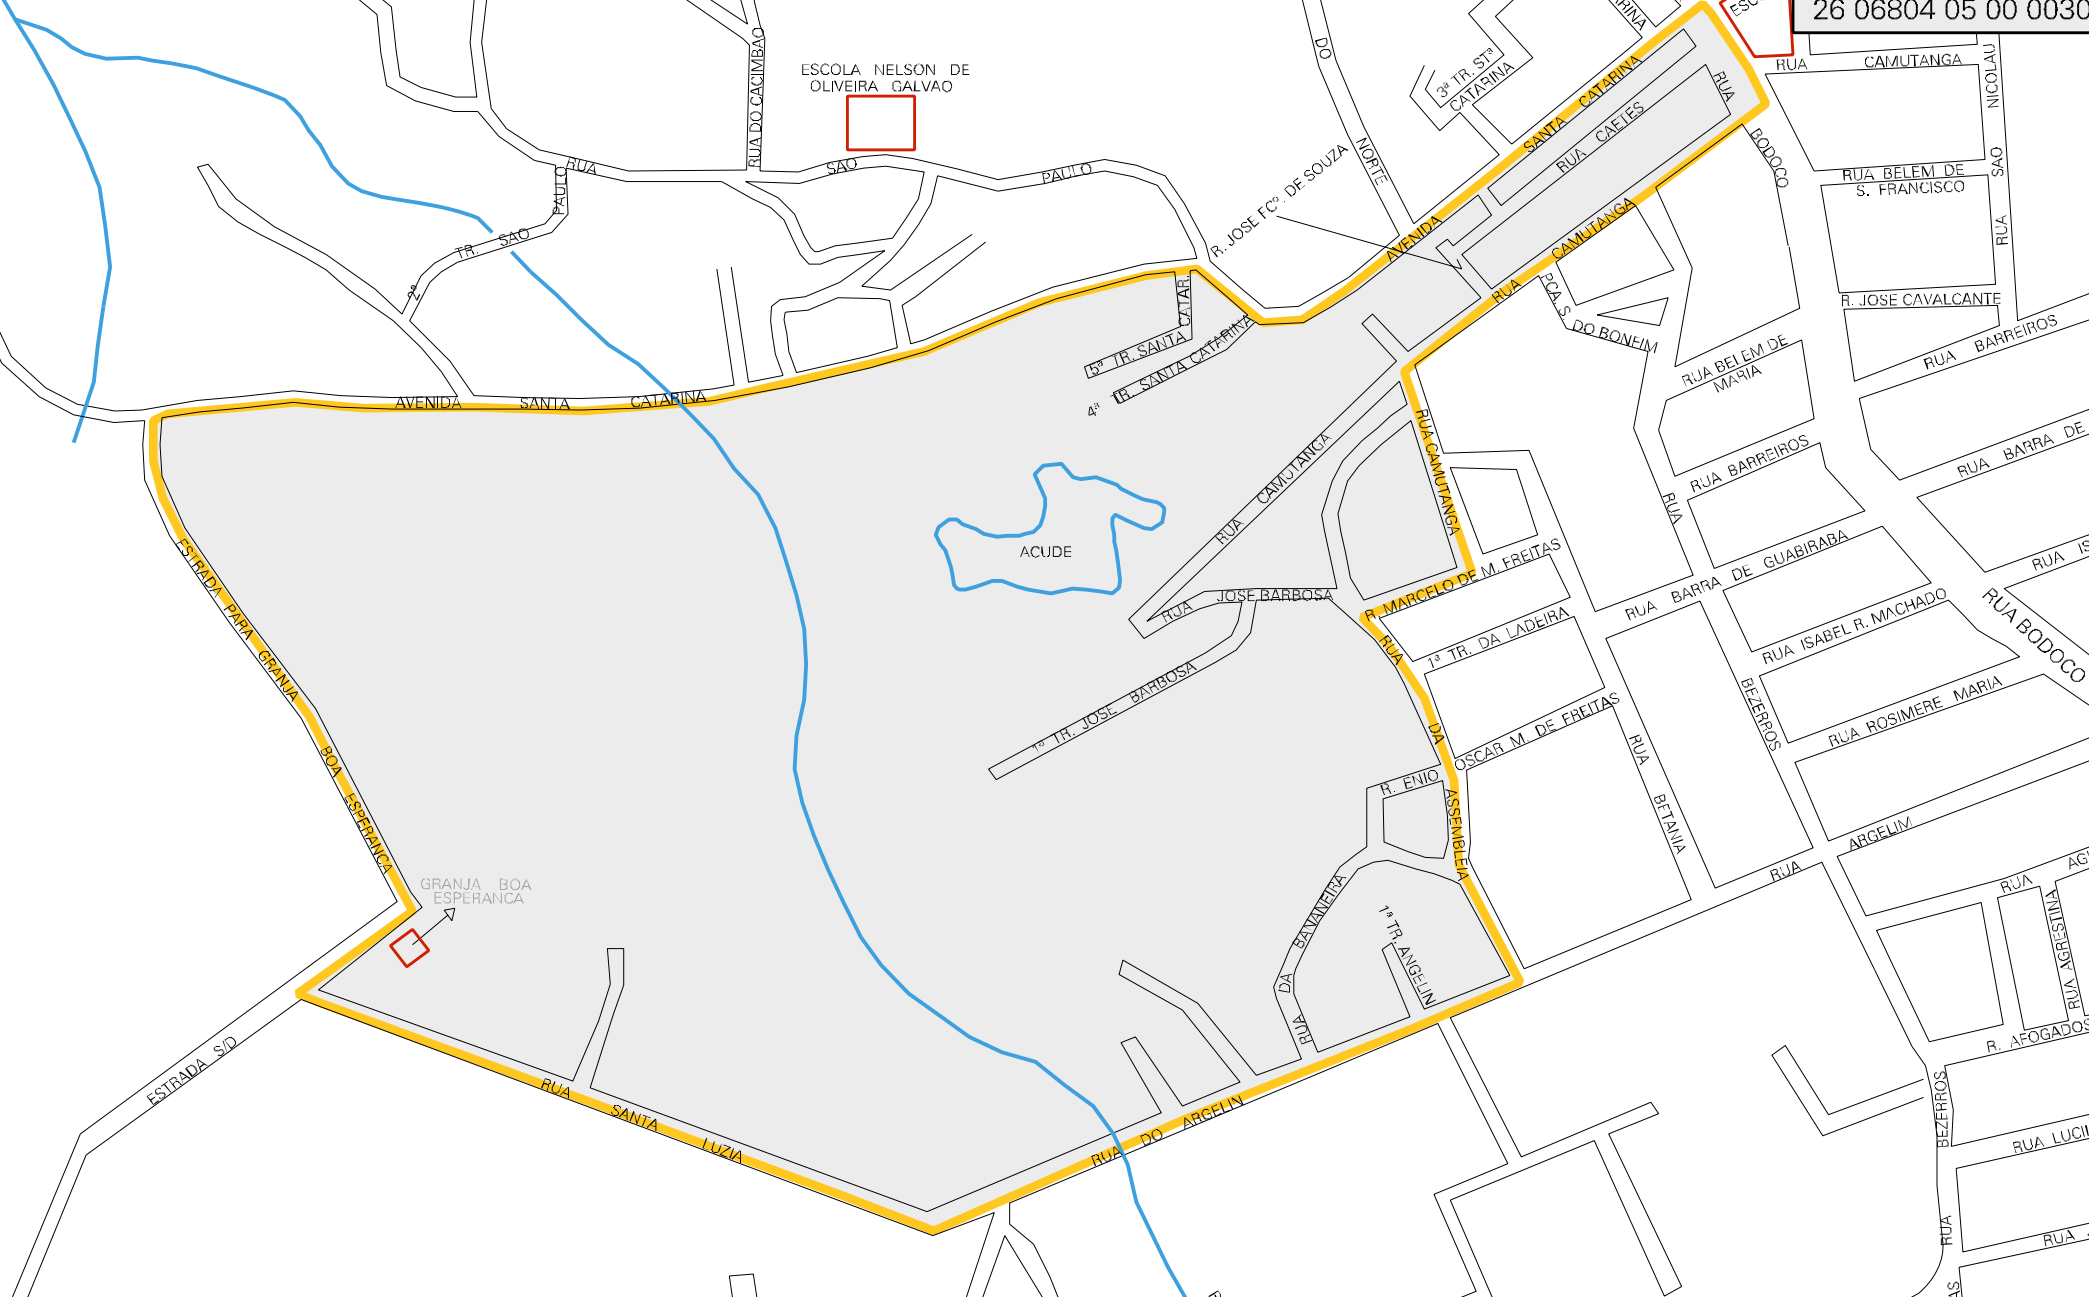 26 06804 05 00 0030
ESCOLA NELSON DE
OLIVEIRA GALVAO
RUA DO CACIMBAO
RUA SAO PAULO
PAULO
2ª TR. SAO
DO NORTE
3ª TR. STª
CATARINA
R. JOSE FCº. DE SOUZA
AVENIDA SANTA CATARINA
RUA CAETES
RUA
RUA CAMUTANGA
RUA CAMUTANGA
BODOCO
NICOLAU
SAO
RUA
RUA BELEM DE
S. FRANCISCO
R. JOSE CAVALCANTE
RUA BARREIROS
PCA S.
DO BONFIM
RUA BELEM DE
MARIA
RUA BARRA DE
RUA BARREIROS
5ª TR. SANTA
CATAR.
4ª TR. SANTA CATARINA
AVENIDA SANTA CATARINA
RUA CAMUTANGA
RUA CAMUTANGA
ACUDE
RUA JOSE BARBOSA
1ª TR. JOSE BARBOSA
R. MARCELO DE M. FREITAS
1ª TR. DA LADEIRA
RUA BARRA DE GUABIRABA
RUA ISABEL R. MACHADO
RUA ROSIMERE MARIA
RUA BODOCO
RUA IS
RUA
BEZERROS
RUA BETANIA
R. ENIO
OSCAR M. DE FREITAS
RUA DA ASSEMBLEIA
RUA ARGELIM
ESTRADA PARA GRANJA BOA ESPERANCA
GRANJA BOA
ESPERANCA
RUA DA BANANEIRA
1ª TR. ANGELIN
RUA
RUA AGRESTINA
R. AFOGADOS
ESTRADA S/D
RUA SANTA LUZIA
RUA DO ARGELIN
BEZERROS
RUA
RUA